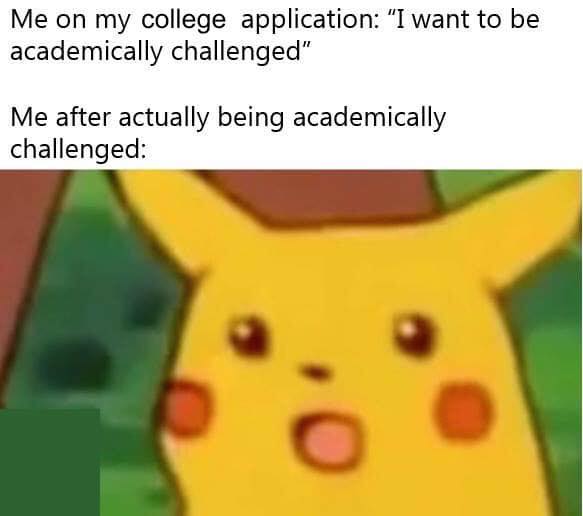 Me on my college application: “I want to be
academically challenged”
Me after actually being academically
challenged: